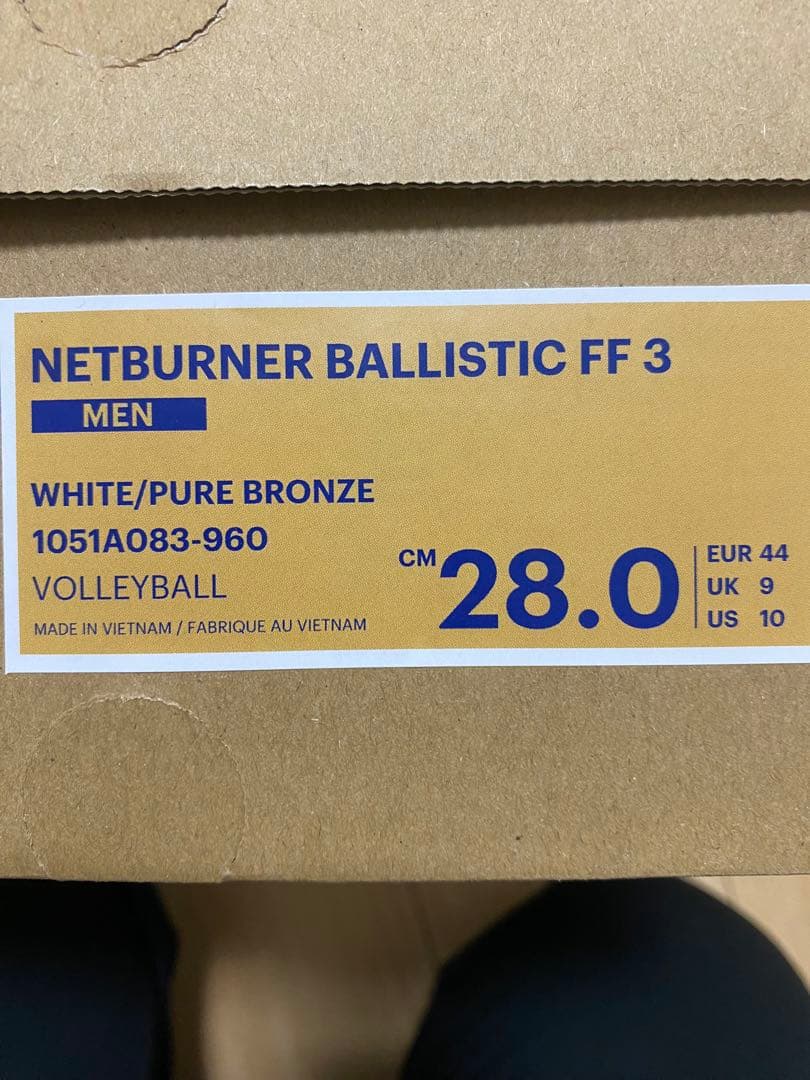 NETBURNER BALLISTIC FF 3
MEN
WHITE/PURE BRONZE
1051A083-960
VOLLEYBALL
MADE IN VIETNAM / FABRIQUE AU VIETNAM
CM 28.0
EUR 44
UK 9
US 10